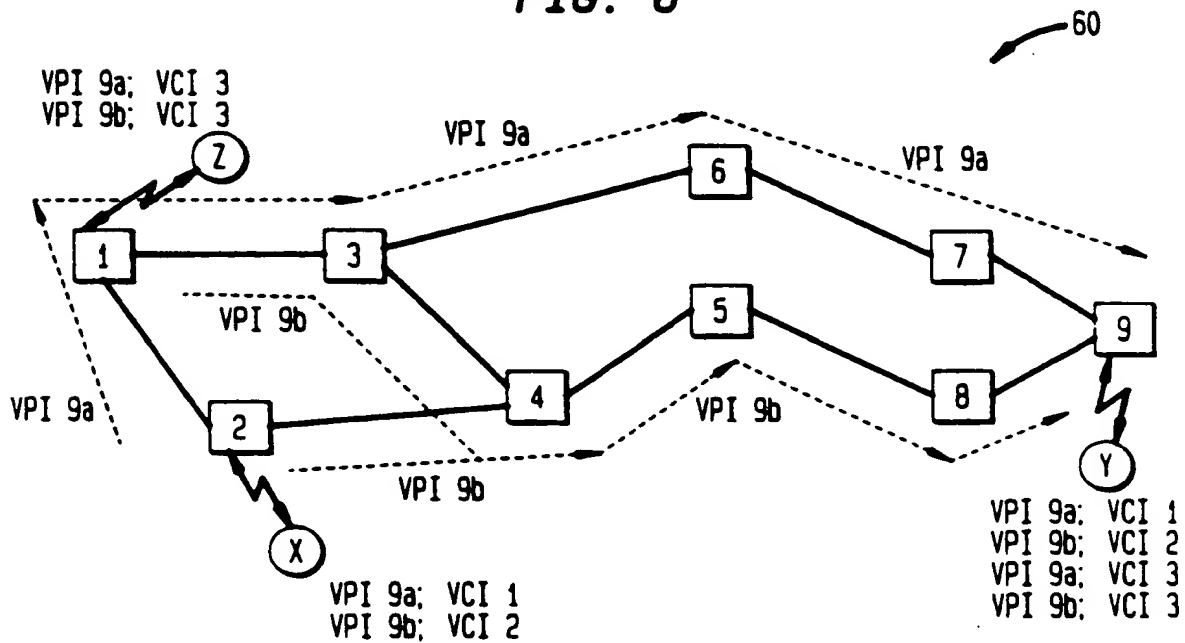 FIG.
60
VPI 9a; VCI 3
VPI 9b; VCI 3
Z
VPI 9a
VPI 9a
6
1
3
7
5
9
VPI 9b
4
8
VPI 9a
2
VPI 9b
VPI 9b
Y
X
VPI 9a; VCI 1
VPI 9b; VCI 2
VPI 9a; VCI 3
VPI 9b; VCI 3
VPI 9a; VCI 1
VPI 9b; VCI 2